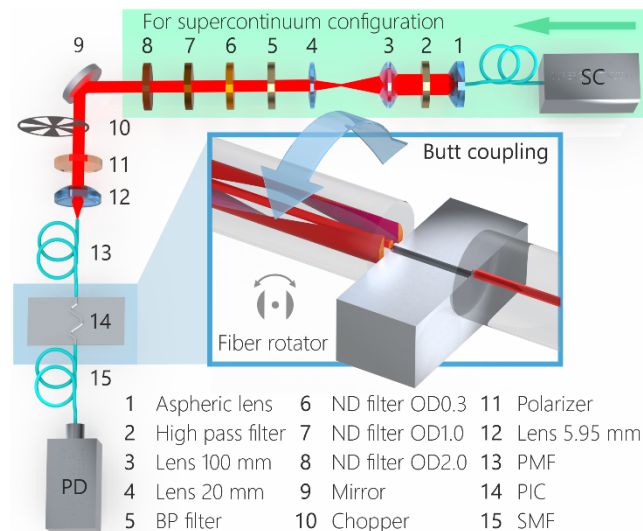 For supercontinuum configuration
9 8 7 6 5 4 3 2 1
SC
10
11
12
13
14
15
PD
Butt coupling
Fiber rotator
1 Aspheric lens
2 High pass filter
3 Lens 100 mm
4 Lens 20 mm
5 BP filter
6 ND filter OD0.3
7 ND filter OD1.0
8 ND filter OD2.0
9 Mirror
10 Chopper
11 Polarizer
12 Lens 5.95 mm
13 PMF
14 PIC
15 SMF